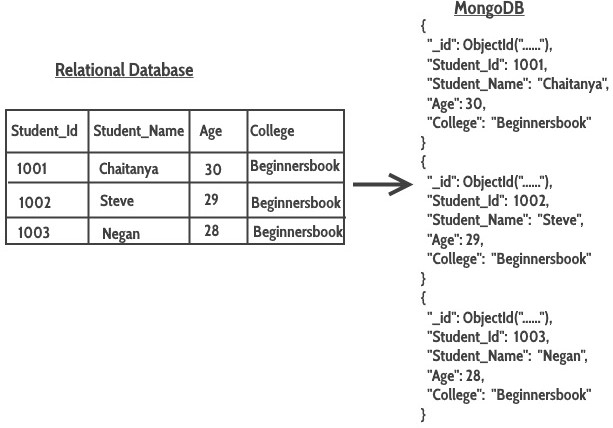 Relational Database
Student_Id Student_Name Age College
1001 Chaitanya 30 Beginnersbook
1002 Steve 29 Beginnersbook
1003 Negan 28 Beginnersbook
MongoDB
{
"_id": ObjectId("......"),
"Student_Id": 1001,
"Student_Name": "Chaitanya",
"Age": 30,
"College": "Beginnersbook"
}
{
"_id": ObjectId("......"),
"Student_Id": 1002,
"Student_Name": "Steve",
"Age": 29,
"College": "Beginnersbook"
}
{
"_id": ObjectId("......"),
"Student_Id": 1003,
"Student_Name": "Negan",
"Age": 28,
"College": "Beginnersbook"
}